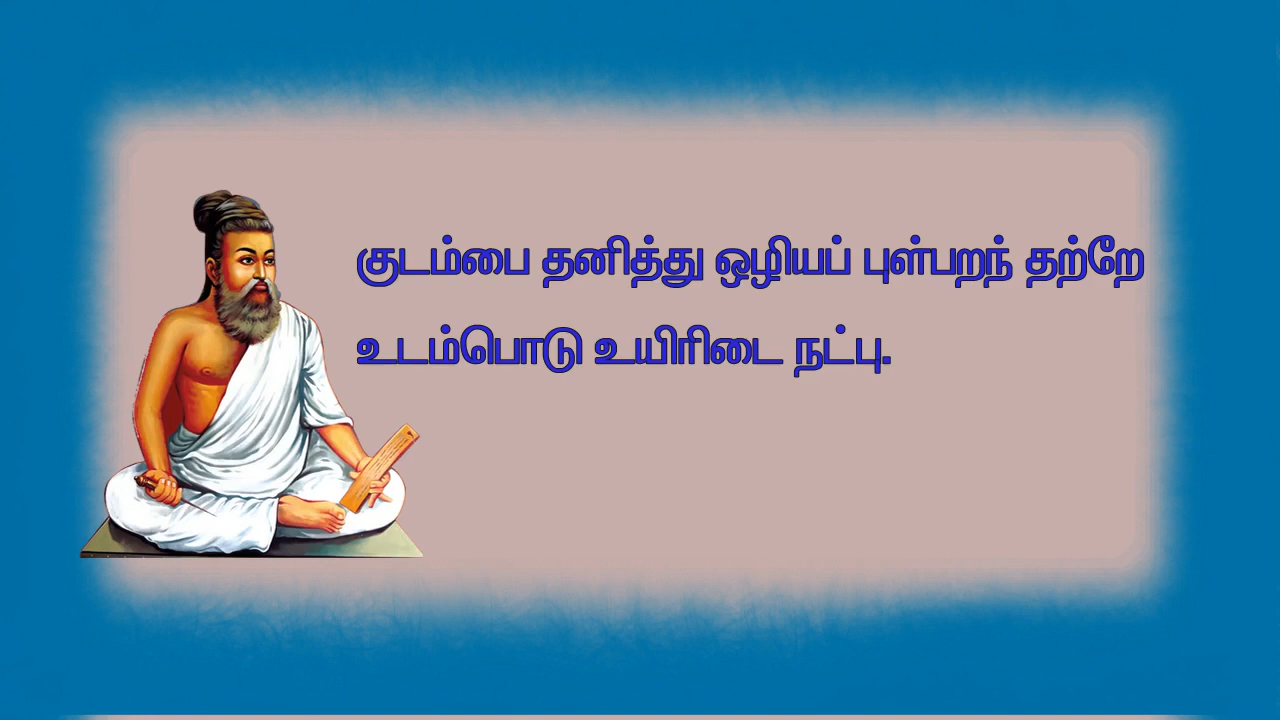 குடம்பை தனித்து ஒழியப் புள்பறந் தற்றே
உடம்பொடு உயிரிடை நட்பு.